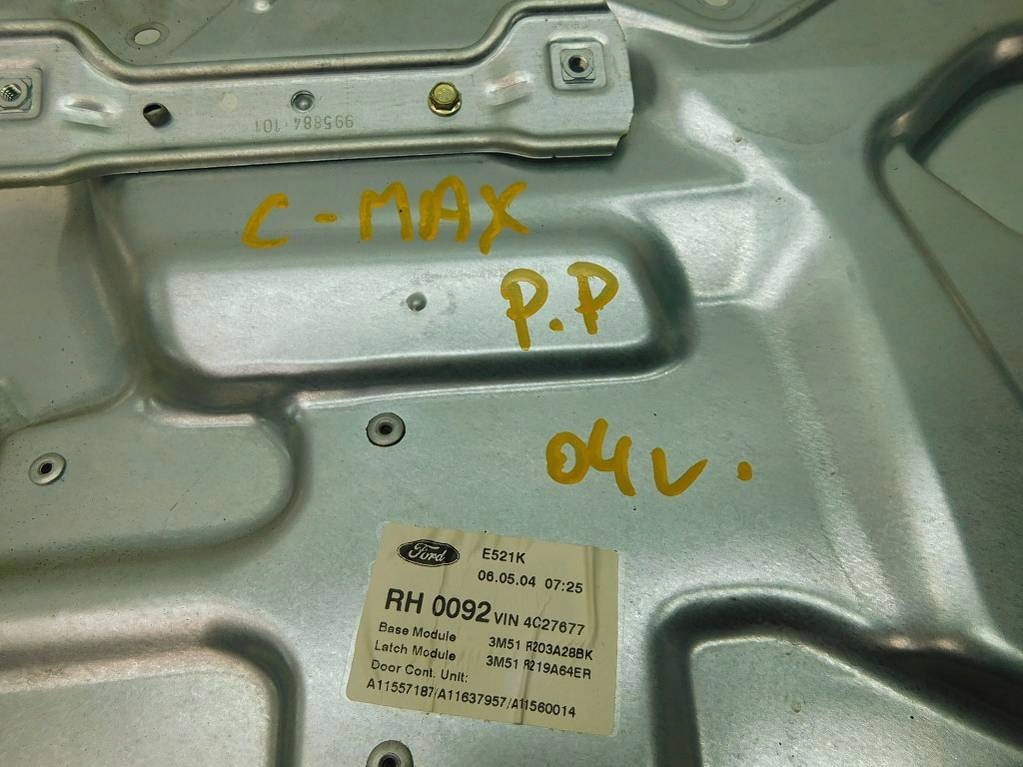 995884-101
C-MAX
P.P
04v.
Ford
E521K
06.05.04 07:25
RH 0092 VIN 4C27677
Base Module 3M51 R203A28BK
Latch Module 3M51 R219A64ER
Door Cont. Unit:
A11557187/A11637957/A11560014